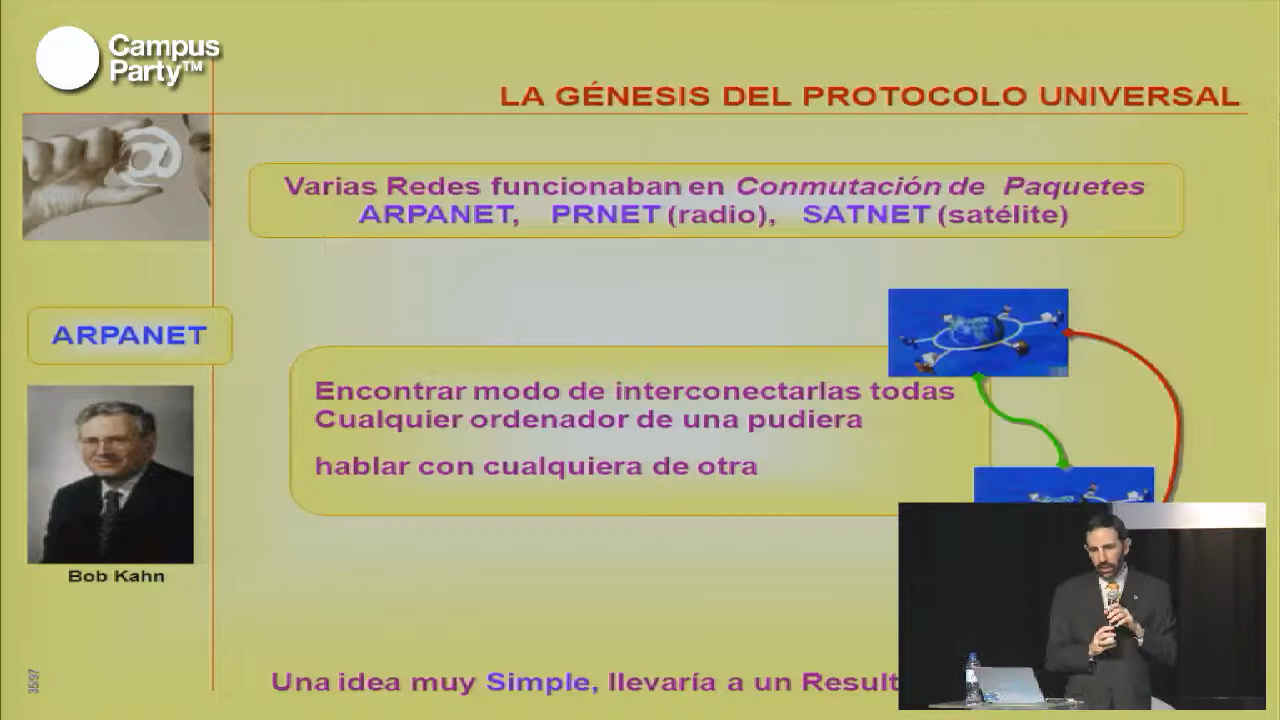 Campus
Party™
LA GÉNESIS DEL PROTOCOLO UNIVERSAL
Varias Redes funcionaban en Conmutación de Paquetes
ARPANET, PRNET (radio), SATNET (satélite)
ARPANET
Encontrar modo de interconectarlas todas
Cualquier ordenador de una pudiera
hablar con cualquiera de otra
Bob Kahn
35/97
Una idea muy Simple, llevaría a un Result